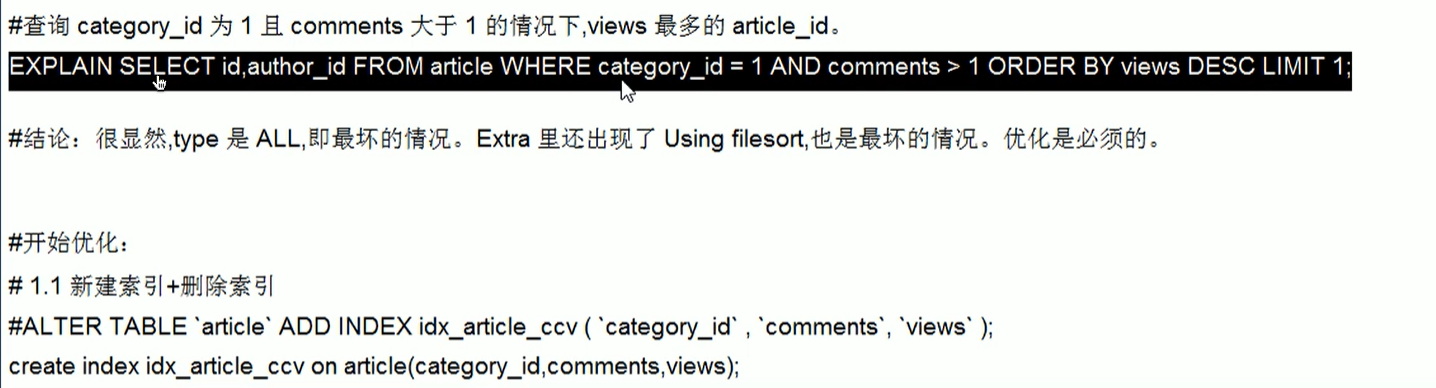 #查询 category_id 为 1 且 comments 大于 1 的情况下,views 最多的 article_id。
EXPLAIN SELECT id,author_id FROM article WHERE category_id = 1 AND comments > 1 ORDER BY views DESC LIMIT 1;
#结论：很显然,type 是 ALL,即最坏的情况。Extra 里还出现了 Using filesort,也是最坏的情况。优化是必须的。
#开始优化：
# 1.1 新建索引+删除索引
#ALTER TABLE `article` ADD INDEX idx_article_ccv ( `category_id` , `comments`, `views` );
create index idx_article_ccv on article(category_id,comments,views);